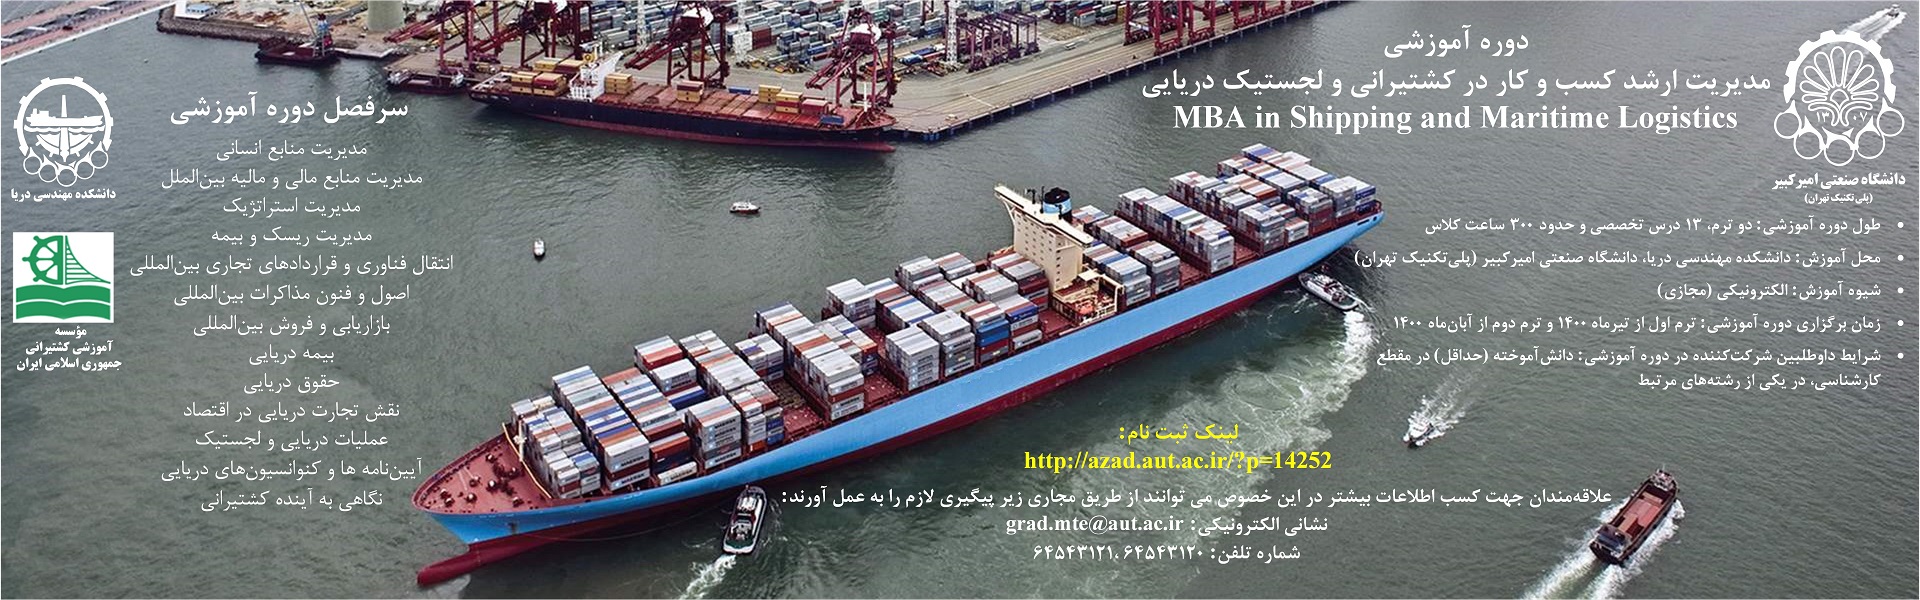 دوره آموزشی
مدیریت ارشد کسب و کار در کشتیرانی و لجستیک دریایی
MBA in Shipping and Maritime Logistics
۱۳۰۷
دانشگاه صنعتی امیرکبیر
(پلی تکنیک تهران)
• طول دوره آموزشی: دو ترم، ۱۳ درس تخصصی و حدود ۳۰۰ ساعت کلاس
• محل آموزش: دانشکده مهندسی دریا، دانشگاه صنعتی امیرکبیر (پلی‌تکنیک تهران)
• شیوه آموزش: الکترونیکی (مجازی)
• زمان برگزاری دوره آموزشی: ترم اول از تیرماه ۱۴۰۰ و ترم دوم از آبان‌ماه ۱۴۰۰
• شرایط داوطلبین شرکت‌کننده در دوره آموزشی: دانش‌آموخته (حداقل) در مقطع
کارشناسی، در یکی از رشته‌های مرتبط
لینک ثبت نام:
http://azad.aut.ac.ir/?p=14252
علاقه‌مندان جهت کسب اطلاعات بیشتر در این خصوص می توانند از طریق مجاری زیر پیگیری لازم را به عمل آورند:
نشانی الکترونیکی: grad.mte@aut.ac.ir
شماره تلفن: ۶۴۵۴۳۱۲۰، ۶۴۵۴۳۱۲۱
سرفصل دوره آموزشی
مدیریت منابع انسانی
مدیریت منابع مالی و مالیه بین‌الملل
مدیریت استراتژیک
مدیریت ریسک و بیمه
انتقال فناوری و قراردادهای تجاری بین‌المللی
اصول و فنون مذاکرات بین‌المللی
بازاریابی و فروش بین‌المللی
بیمه دریایی
حقوق دریایی
نقش تجارت دریایی در اقتصاد
عملیات دریایی و لجستیک
آیین‌نامه ها و کنوانسیون‌های دریایی
نگاهی به آینده کشتیرانی
دانشکده مهندسی دریا
مؤسسه
آموزشی کشتیرانی
جمهوری اسلامی ایران